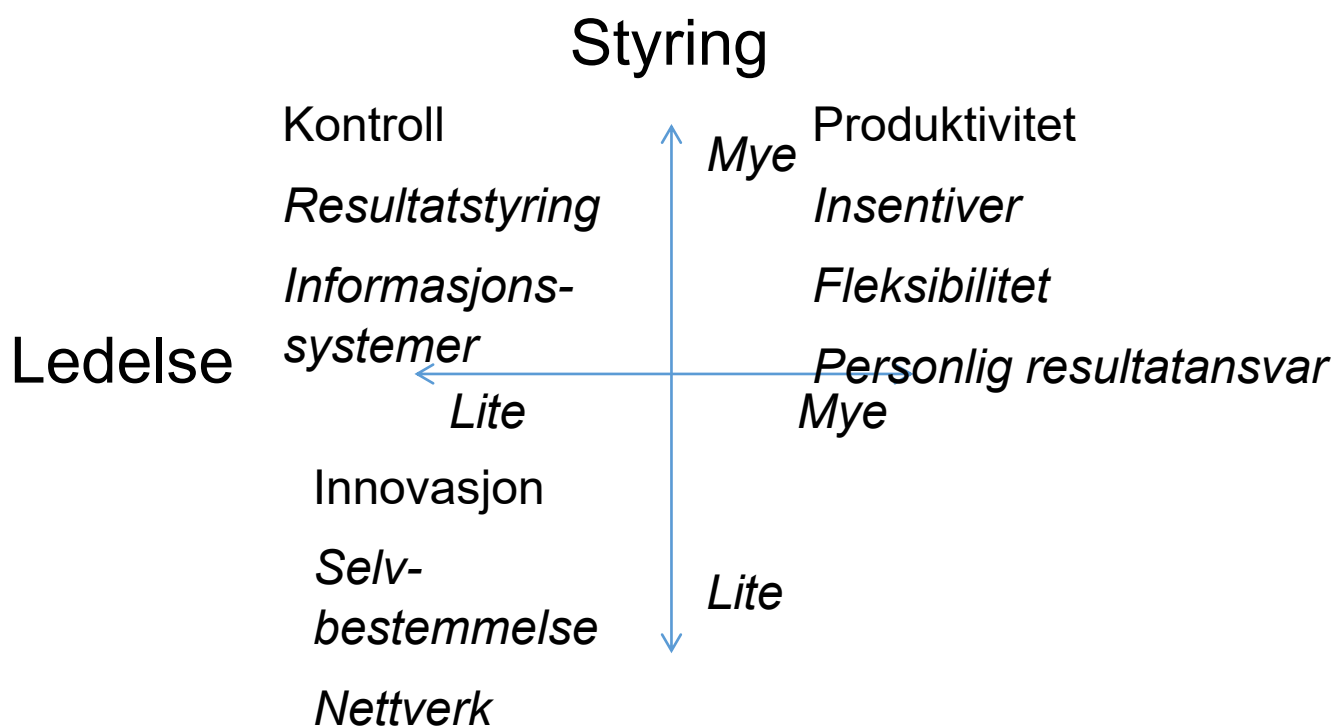 Styring
Kontroll
Resultatstyring
Informasjons-
systemer
Mye
Produktivitet
Insentiver
Fleksibilitet
Personlig resultatansvar
Ledelse
Lite
Mye
Innovasjon
Selv-
bestemmelse
Nettverk
Lite